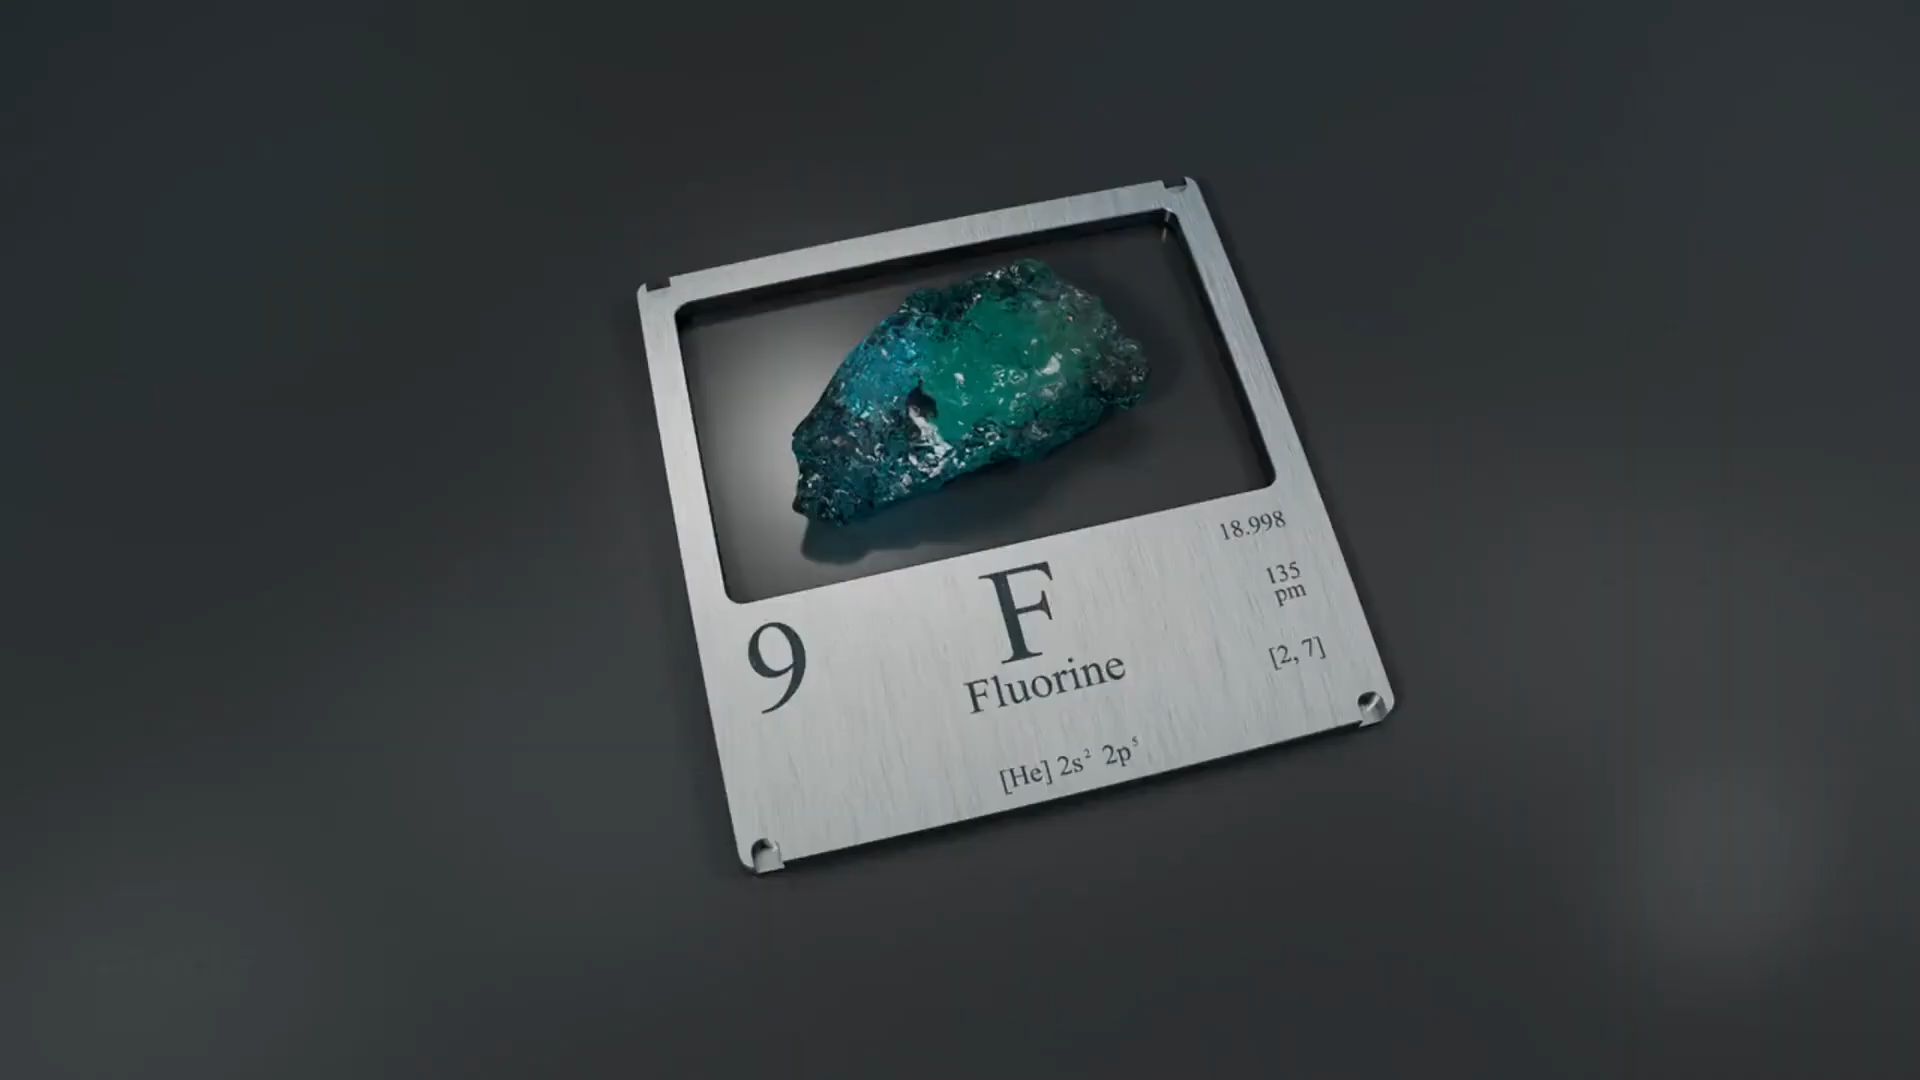 18.998
135
pm
[2, 7]
9
F
Fluorine
[He] 2s² 2p⁵